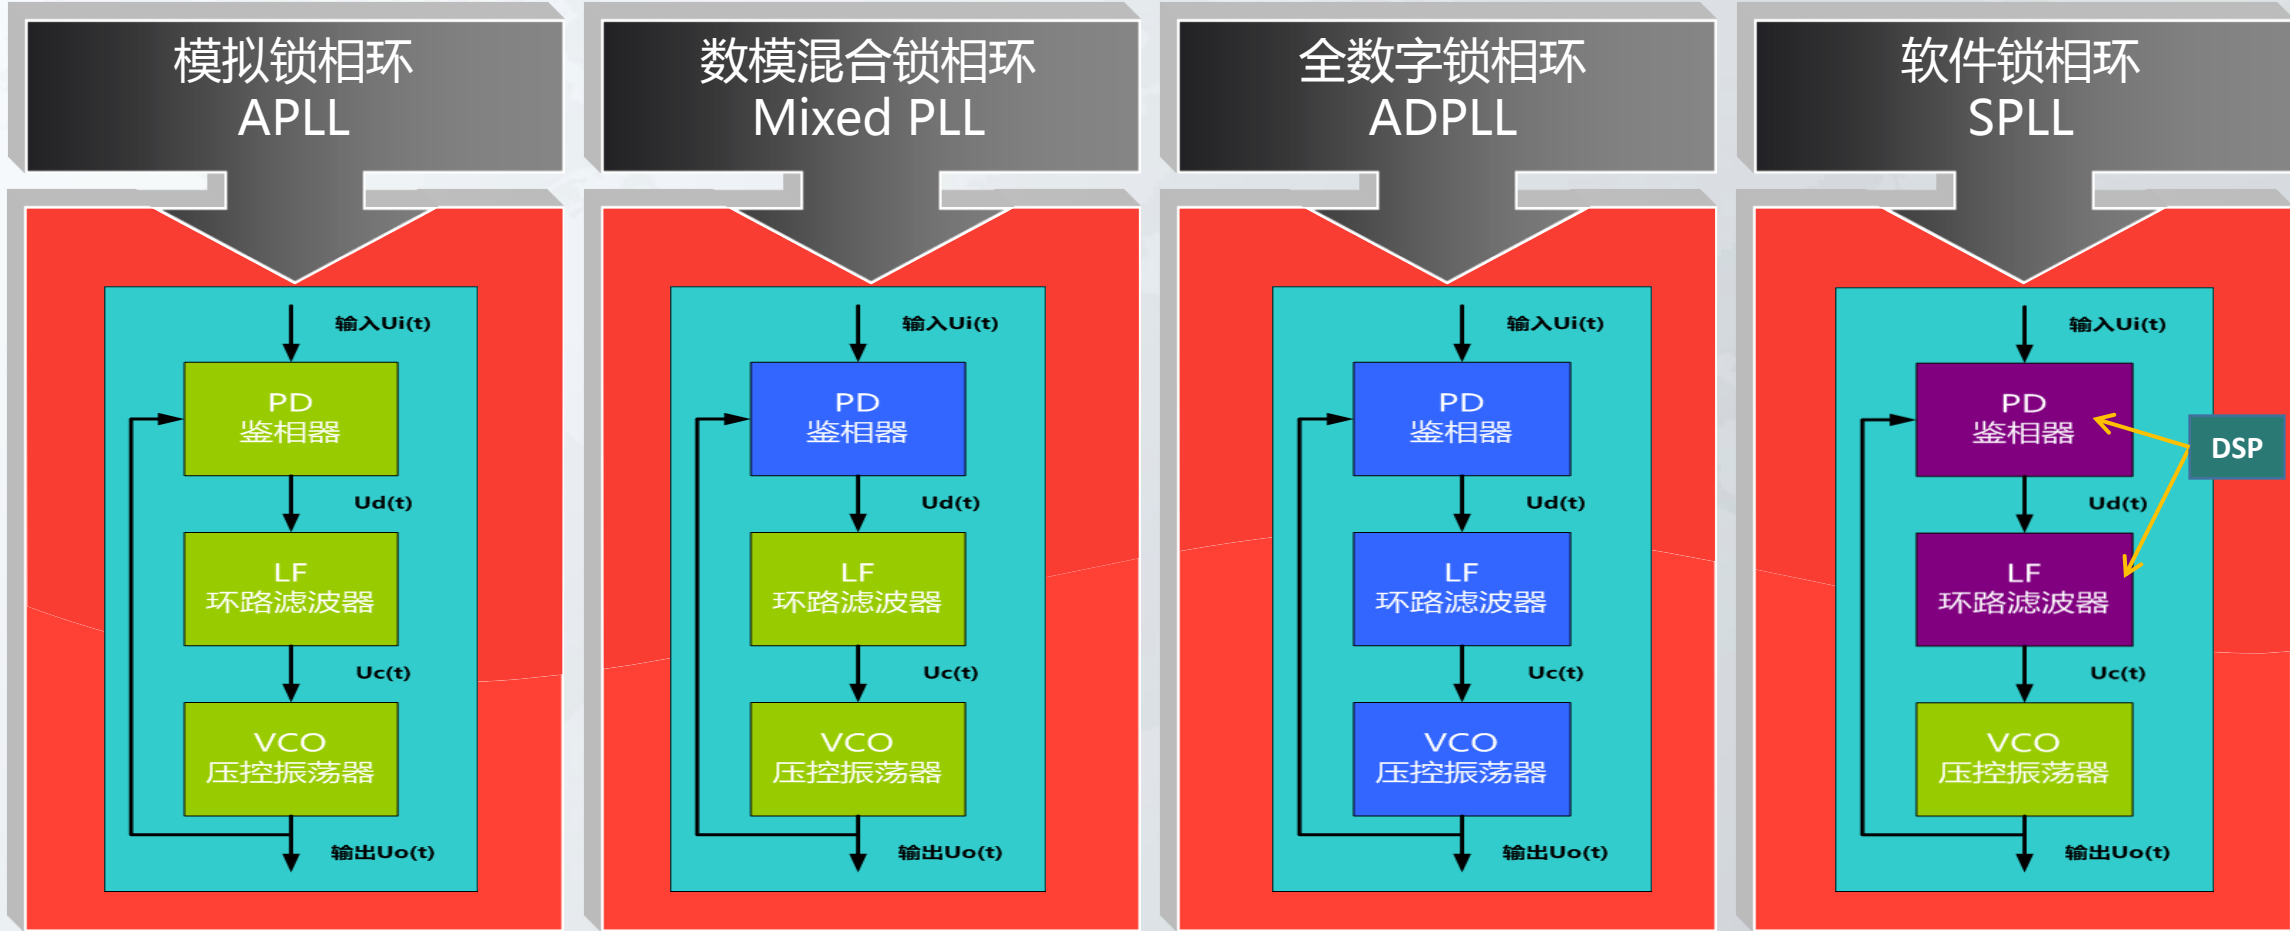 模拟锁相环
APLL
输入Ui(t)
PD
鉴相器
Ud(t)
LF
环路滤波器
Uc(t)
VCO
压控振荡器
输出Uo(t)
数模混合锁相环
Mixed PLL
输入Ui(t)
PD
鉴相器
Ud(t)
LF
环路滤波器
Uc(t)
VCO
压控振荡器
输出Uo(t)
全数字锁相环
ADPLL
输入Ui(t)
PD
鉴相器
Ud(t)
LF
环路滤波器
Uc(t)
VCO
压控振荡器
输出Uo(t)
软件锁相环
SPLL
输入Ui(t)
PD
鉴相器
DSP
Ud(t)
LF
环路滤波器
Uc(t)
VCO
压控振荡器
输出Uo(t)